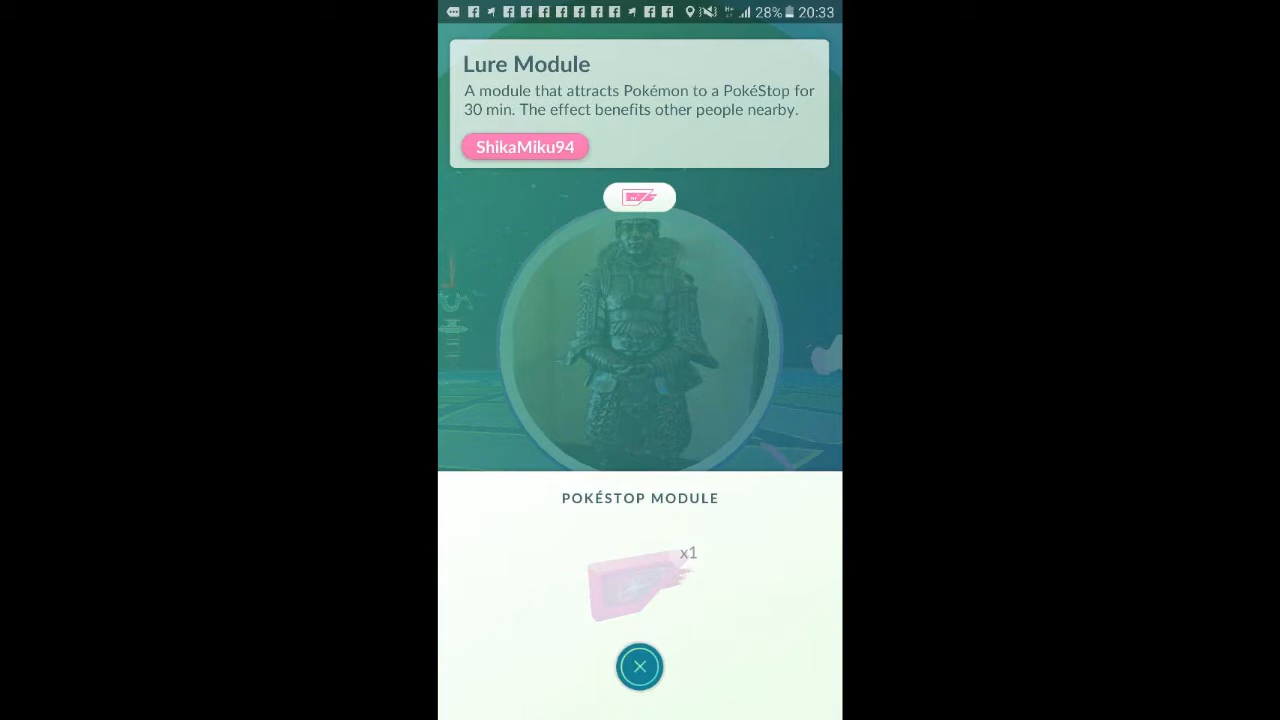 28% 20:33
Lure Module
A module that attracts Pokémon to a PokéStop for
30 min. The effect benefits other people nearby.
ShikaMiku94
POKÉSTOP MODULE
x1